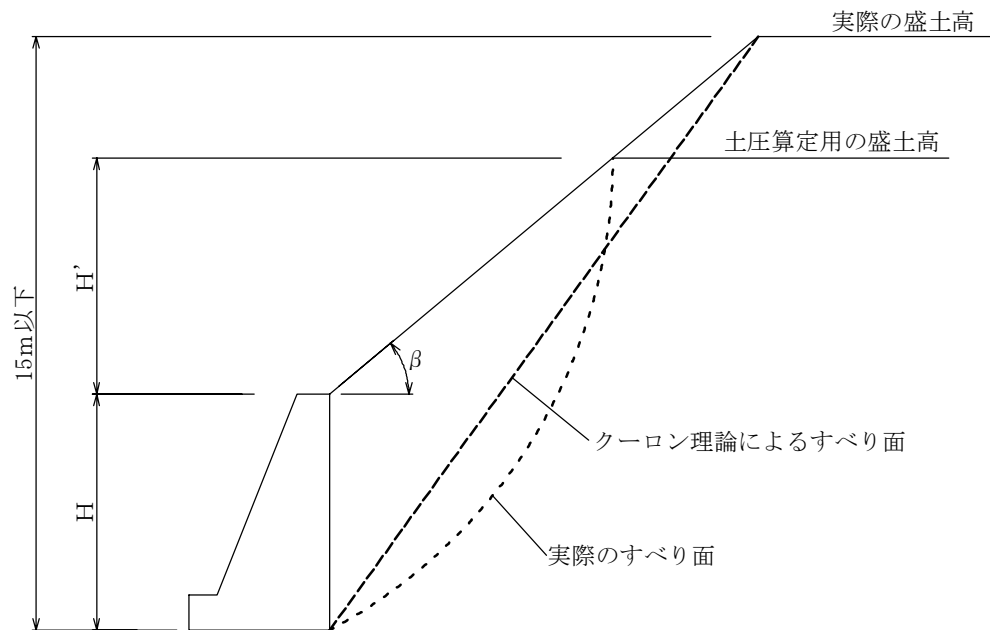 実際の盛土高
土圧算定用の盛土高
H’
15m以下
β
クーロン理論によるすべり面
H
実際のすべり面